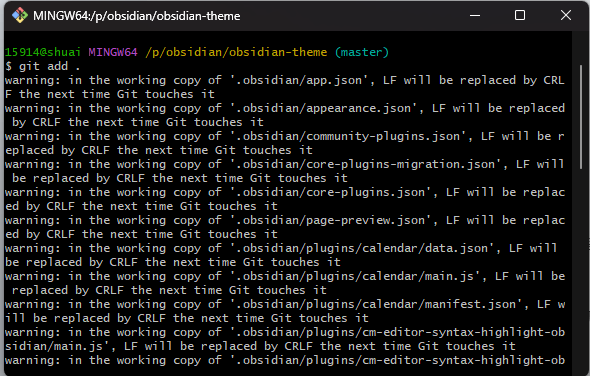 MINGW64:/p/obsidian/obsidian-theme
15914@shuai MINGW64 /p/obsidian/obsidian-theme (master)
$ git add .
warning: in the working copy of '.obsidian/app.json', LF will be replaced by CRL
F the next time Git touches it
warning: in the working copy of '.obsidian/appearance.json', LF will be replaced
 by CRLF the next time Git touches it
warning: in the working copy of '.obsidian/community-plugins.json', LF will be r
eplaced by CRLF the next time Git touches it
warning: in the working copy of '.obsidian/core-plugins-migration.json', LF will
 be replaced by CRLF the next time Git touches it
warning: in the working copy of '.obsidian/core-plugins.json', LF will be replac
ed by CRLF the next time Git touches it
warning: in the working copy of '.obsidian/page-preview.json', LF will be replac
ed by CRLF the next time Git touches it
warning: in the working copy of '.obsidian/plugins/calendar/data.json', LF will
be replaced by CRLF the next time Git touches it
warning: in the working copy of '.obsidian/plugins/calendar/main.js', LF will be
 replaced by CRLF the next time Git touches it
warning: in the working copy of '.obsidian/plugins/calendar/manifest.json', LF w
ill be replaced by CRLF the next time Git touches it
warning: in the working copy of '.obsidian/plugins/cm-editor-syntax-highlight-ob
sidian/main.js', LF will be replaced by CRLF the next time Git touches it
warning: in the working copy of '.obsidian/plugins/cm-editor-syntax-highlight-ob